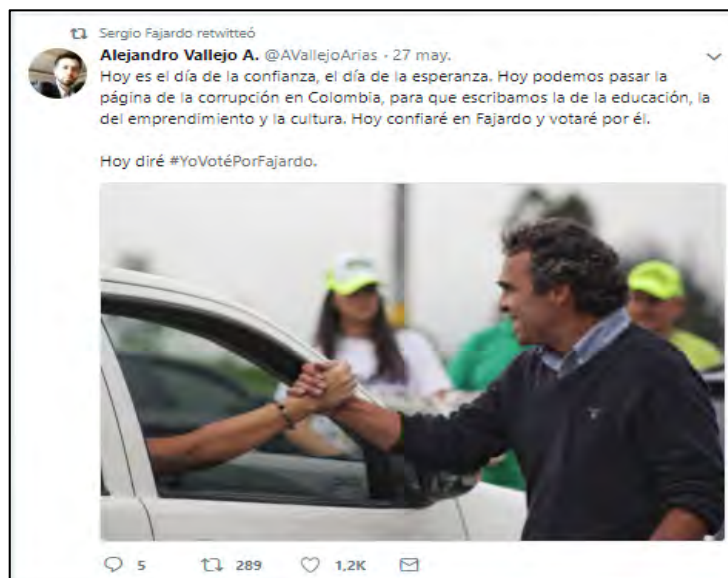 Sergio Fajardo retwitteó
Alejandro Vallejo A. @AVallejoArias · 27 may.
Hoy es el día de la confianza, el día de la esperanza. Hoy podemos pasar la
página de la corrupción en Colombia, para que escribamos la de la educación, la
del emprendimiento y la cultura. Hoy confiaré en Fajardo y votaré por él.
Hoy diré #YoVotéPorFajardo.
5 289 1,2K